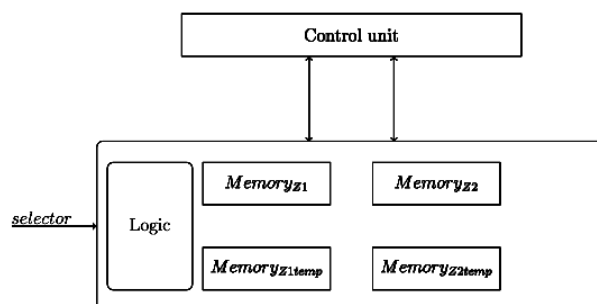 Control unit
Memory_Z1 Memory_Z2
selector
Logic
Memory_Z1temp Memory_Z2temp